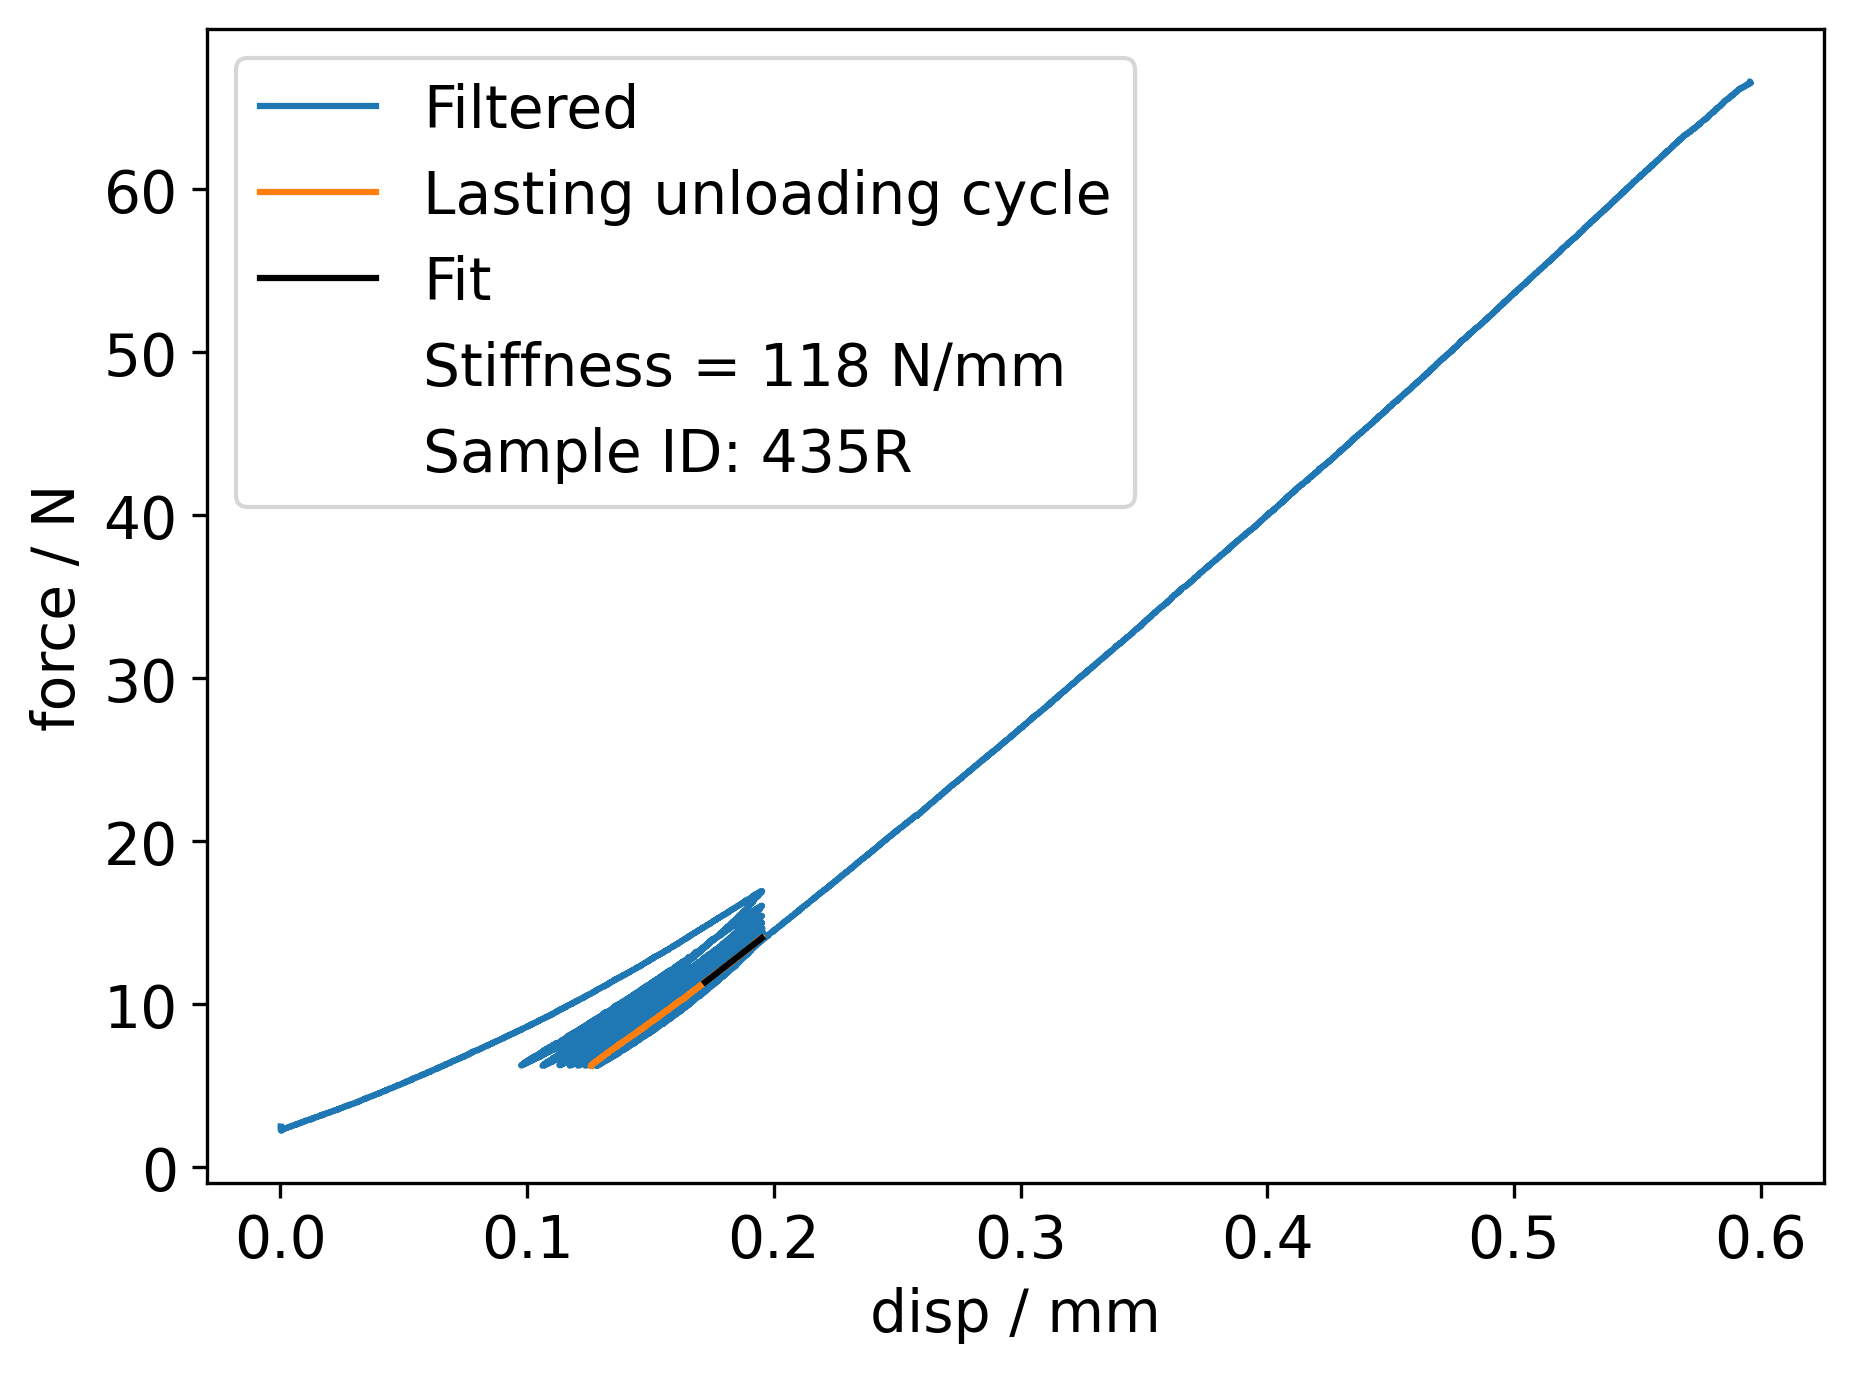 Filtered
Lasting unloading cycle
Fit
Stiffness = 118 N/mm
Sample ID: 435R
force / N
60
50
40
30
20
10
0
0.0 0.1 0.2 0.3 0.4 0.5 0.6
disp / mm